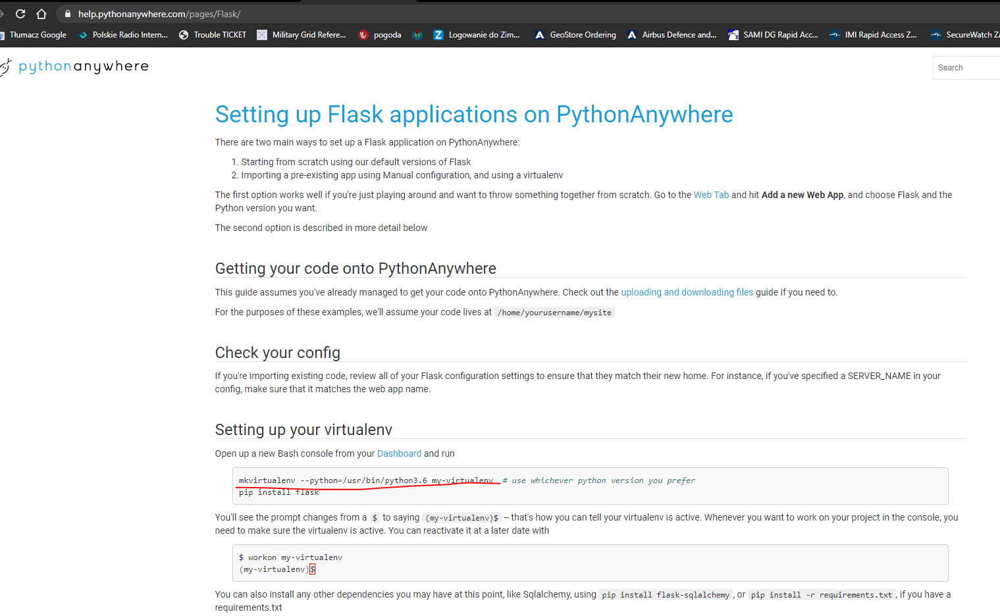 help.pythonanywhere.com/pages/Flask/
Tłumacz Google Polskie Radio Intern... Trouble TICKET Military Grid Refere... pogoda Logowanie do Zim... GeoStore Ordering Airbus Defence and... SAMI DG Rapid Acc... IMI Rapid Access Z... SecureWatch Za
pythonanywhere
Search
Setting up Flask applications on PythonAnywhere
There are two main ways to set up a Flask application on PythonAnywhere:
1. Starting from scratch using our default versions of Flask
2. Importing a pre-existing app using Manual configuration, and using a virtualenv
The first option works well if you're just playing around and want to throw something together from scratch. Go to the Web Tab and hit Add a new Web App, and choose Flask and the
Python version you want.
The second option is described in more detail below
Getting your code onto PythonAnywhere
This guide assumes you've already managed to get your code onto PythonAnywhere. Check out the uploading and downloading files guide if you need to.
For the purposes of these examples, we'll assume your code lives at /home/yourusername/mysite
Check your config
If you're importing existing code, review all of your Flask configuration settings to ensure that they match their new home. For instance, if you've specified a SERVER_NAME in your
config, make sure that it matches the web app name.
Setting up your virtualenv
Open up a new Bash console from your Dashboard and run
mkvirtualenv --python=/usr/bin/python3.6 my-virtualenv # use whichever python version you prefer
pip install flask
You'll see the prompt changes from a $ to saying (my-virtualenv)$ -- that's how you can tell your virtualenv is active. Whenever you want to work on your project in the console, you
need to make sure the virtualenv is active. You can reactivate it at a later date with
$ workon my-virtualenv
(my-virtualenv)$
You can also install any other dependencies you may have at this point, like Sqlalchemy, using pip install flask-sqlalchemy, or pip install -r requirements.txt, if you have a
requirements.txt